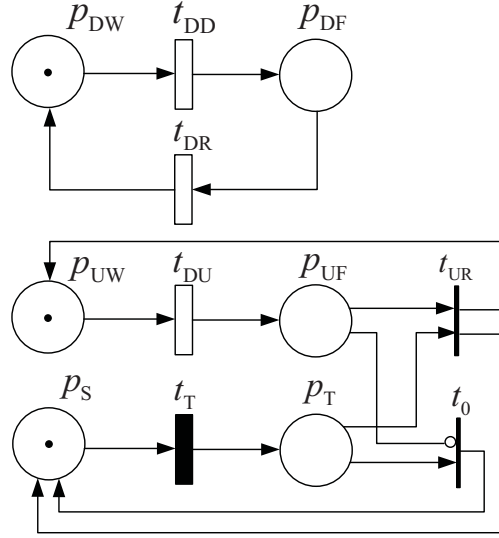 p_DW t_DD p_DF
t_DR
p_UW t_DU p_UF t_UR
p_S t_T p_T t_0